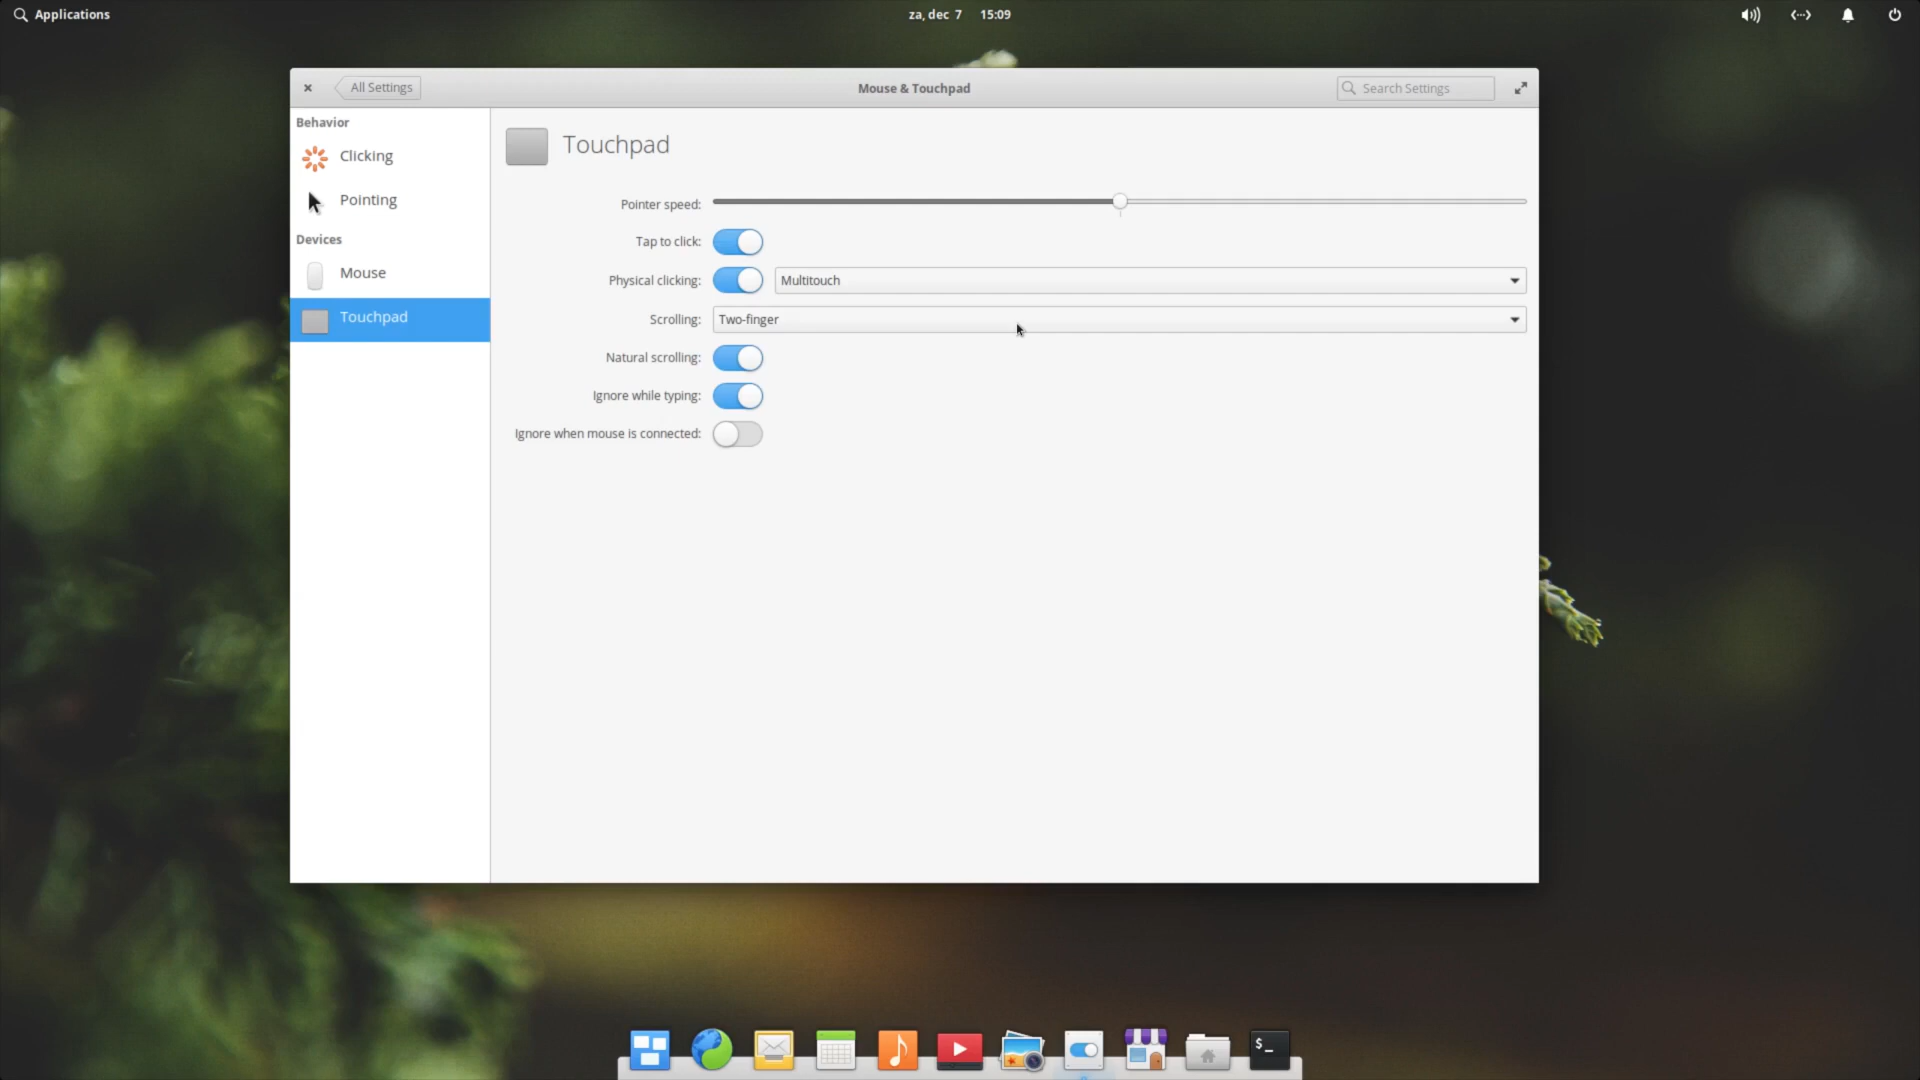 Applications
za, dec 7 15:09
All Settings
Mouse & Touchpad
Search Settings
Behavior
Clicking
Pointing
Devices
Mouse
Touchpad
Touchpad
Pointer speed:
Tap to click:
Physical clicking: Multitouch
Scrolling: Two-finger
Natural scrolling:
Ignore while typing:
Ignore when mouse is connected:
$_